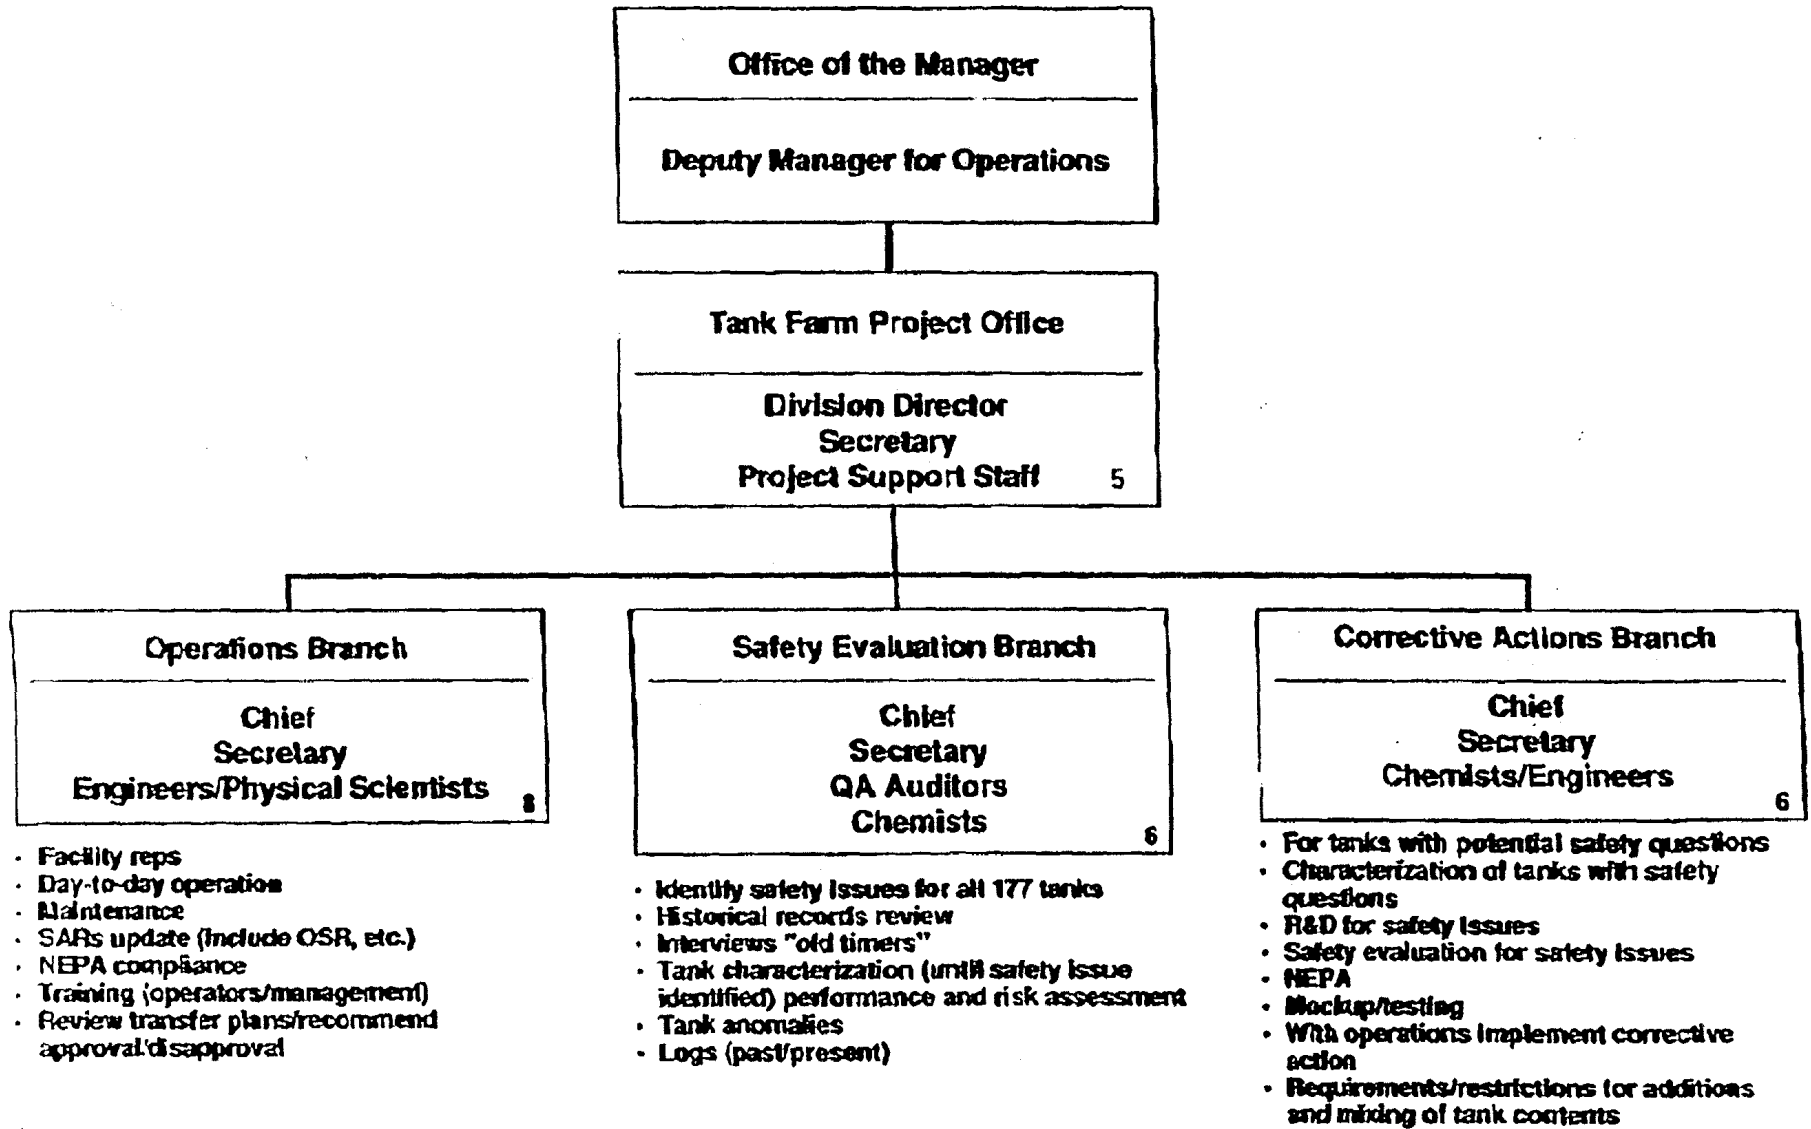 Office of the Manager
Deputy Manager for Operations
Tank Farm Project Office
Division Director
Secretary
Project Support Staff 5
Operations Branch
Chief
Secretary
Engineers/Physical Scientists 8
· Facility reps
· Day-to-day operation
· Maintenance
· SARs update (include OSR, etc.)
· NEPA compliance
· Training (operators/management)
· Review transfer plans/recommend
approval/disapproval
Safety Evaluation Branch
Chief
Secretary
QA Auditors
Chemists 6
· Identify safety issues for all 177 tanks
· Historical records review
· Interviews "old timers"
· Tank characterization (until safety issue
identified) performance and risk assessment
· Tank anomalies
· Logs (past/present)
Corrective Actions Branch
Chief
Secretary
Chemists/Engineers 6
· For tanks with potential safety questions
· Characterization of tanks with safety
questions
· R&D for safety issues
· Safety evaluation for safety issues
· NEPA
· Mockup/testing
· With operations implement corrective
action
· Requirements/restrictions for additions
and mixing of tank contents